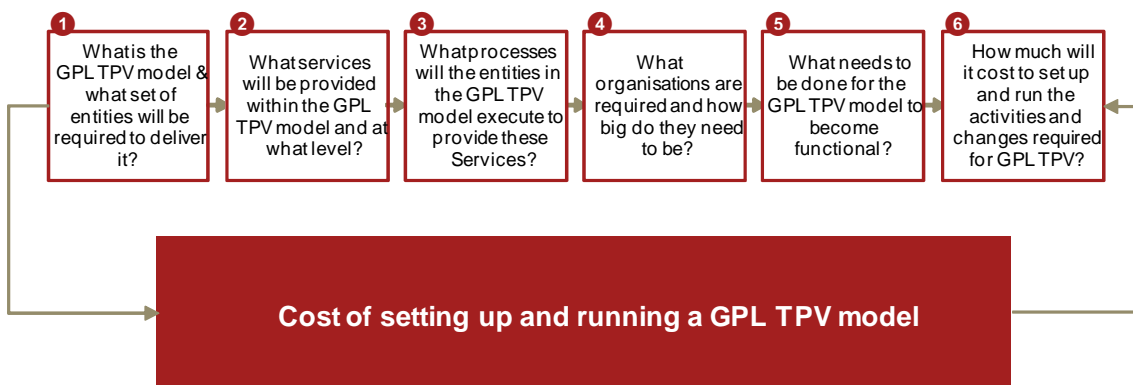 1
What is the
GPL TPV model &
what set of
entities will be
required to deliver
it?
2
What services
will be provided
within the GPL
TPV model and at
what level?
3
What processes
will the entities in
the GPL TPV
model execute to
provide these
Services?
4
What
organisations are
required and how
big do they need
to be?
5
What needs to
be done for the
GPL TPV model to
become
functional?
6
How much will
it cost to set up
and run the
activities and
changes required
for GPL TPV?
Cost of setting up and running a GPL TPV model